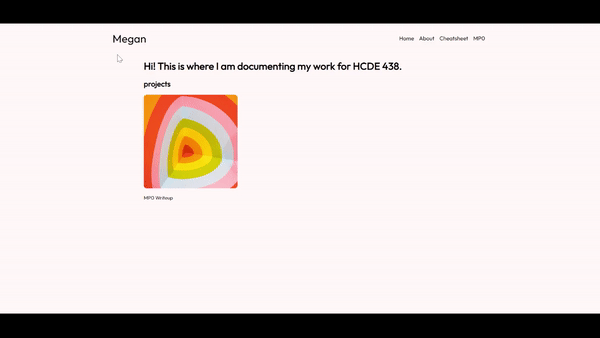 Megan
Home About Cheatsheet MP0
Hi! This is where I am documenting my work for HCDE 438.
projects
MP0 Writeup